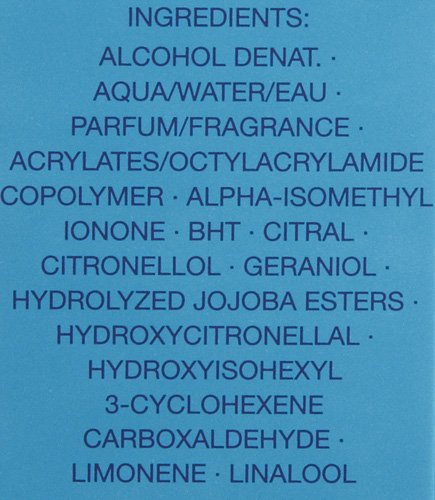 INGREDIENTS:
ALCOHOL DENAT. ·
AQUA/WATER/EAU ·
PARFUM/FRAGRANCE ·
ACRYLATES/OCTYLACRYLAMIDE
COPOLYMER · ALPHA-ISOMETHYL
IONONE · BHT · CITRAL ·
CITRONELLOL · GERANIOL ·
HYDROLYZED JOJOBA ESTERS ·
HYDROXYCITRONELLAL ·
HYDROXYISOHEXYL
3-CYCLOHEXENE
CARBOXALDEHYDE ·
LIMONENE · LINALOOL